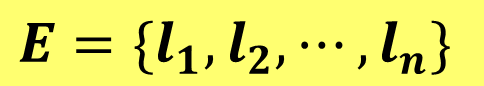 E = {l₁, l₂, ⋯, lₙ}